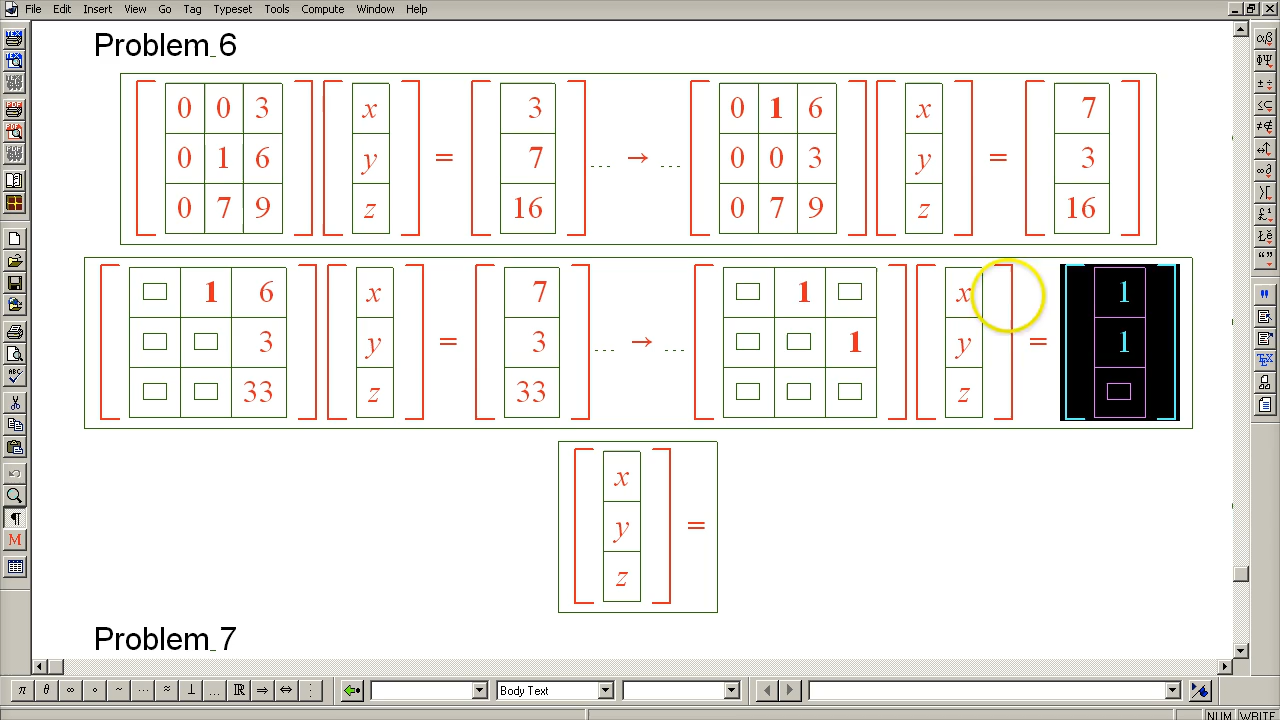 File Edit Insert View Go Tag Typeset Tools Compute Window Help
Problem 6
0 0 3 x 3 0 1 6 x 7
0 1 6 y = 7 ... → ... 0 0 3 y = 3
0 7 9 z 16 0 7 9 z 16
1 6 x 7 1 x 1
3 y = 3 ... → ... 1 y = 1
33 z 33 z
x
y =
z
Problem 7
π θ ∞ ∘ ~ ⋯ ≈ ⊥ … ℝ ⇒ ⇔ ⋮ Body Text
NUM WRITE